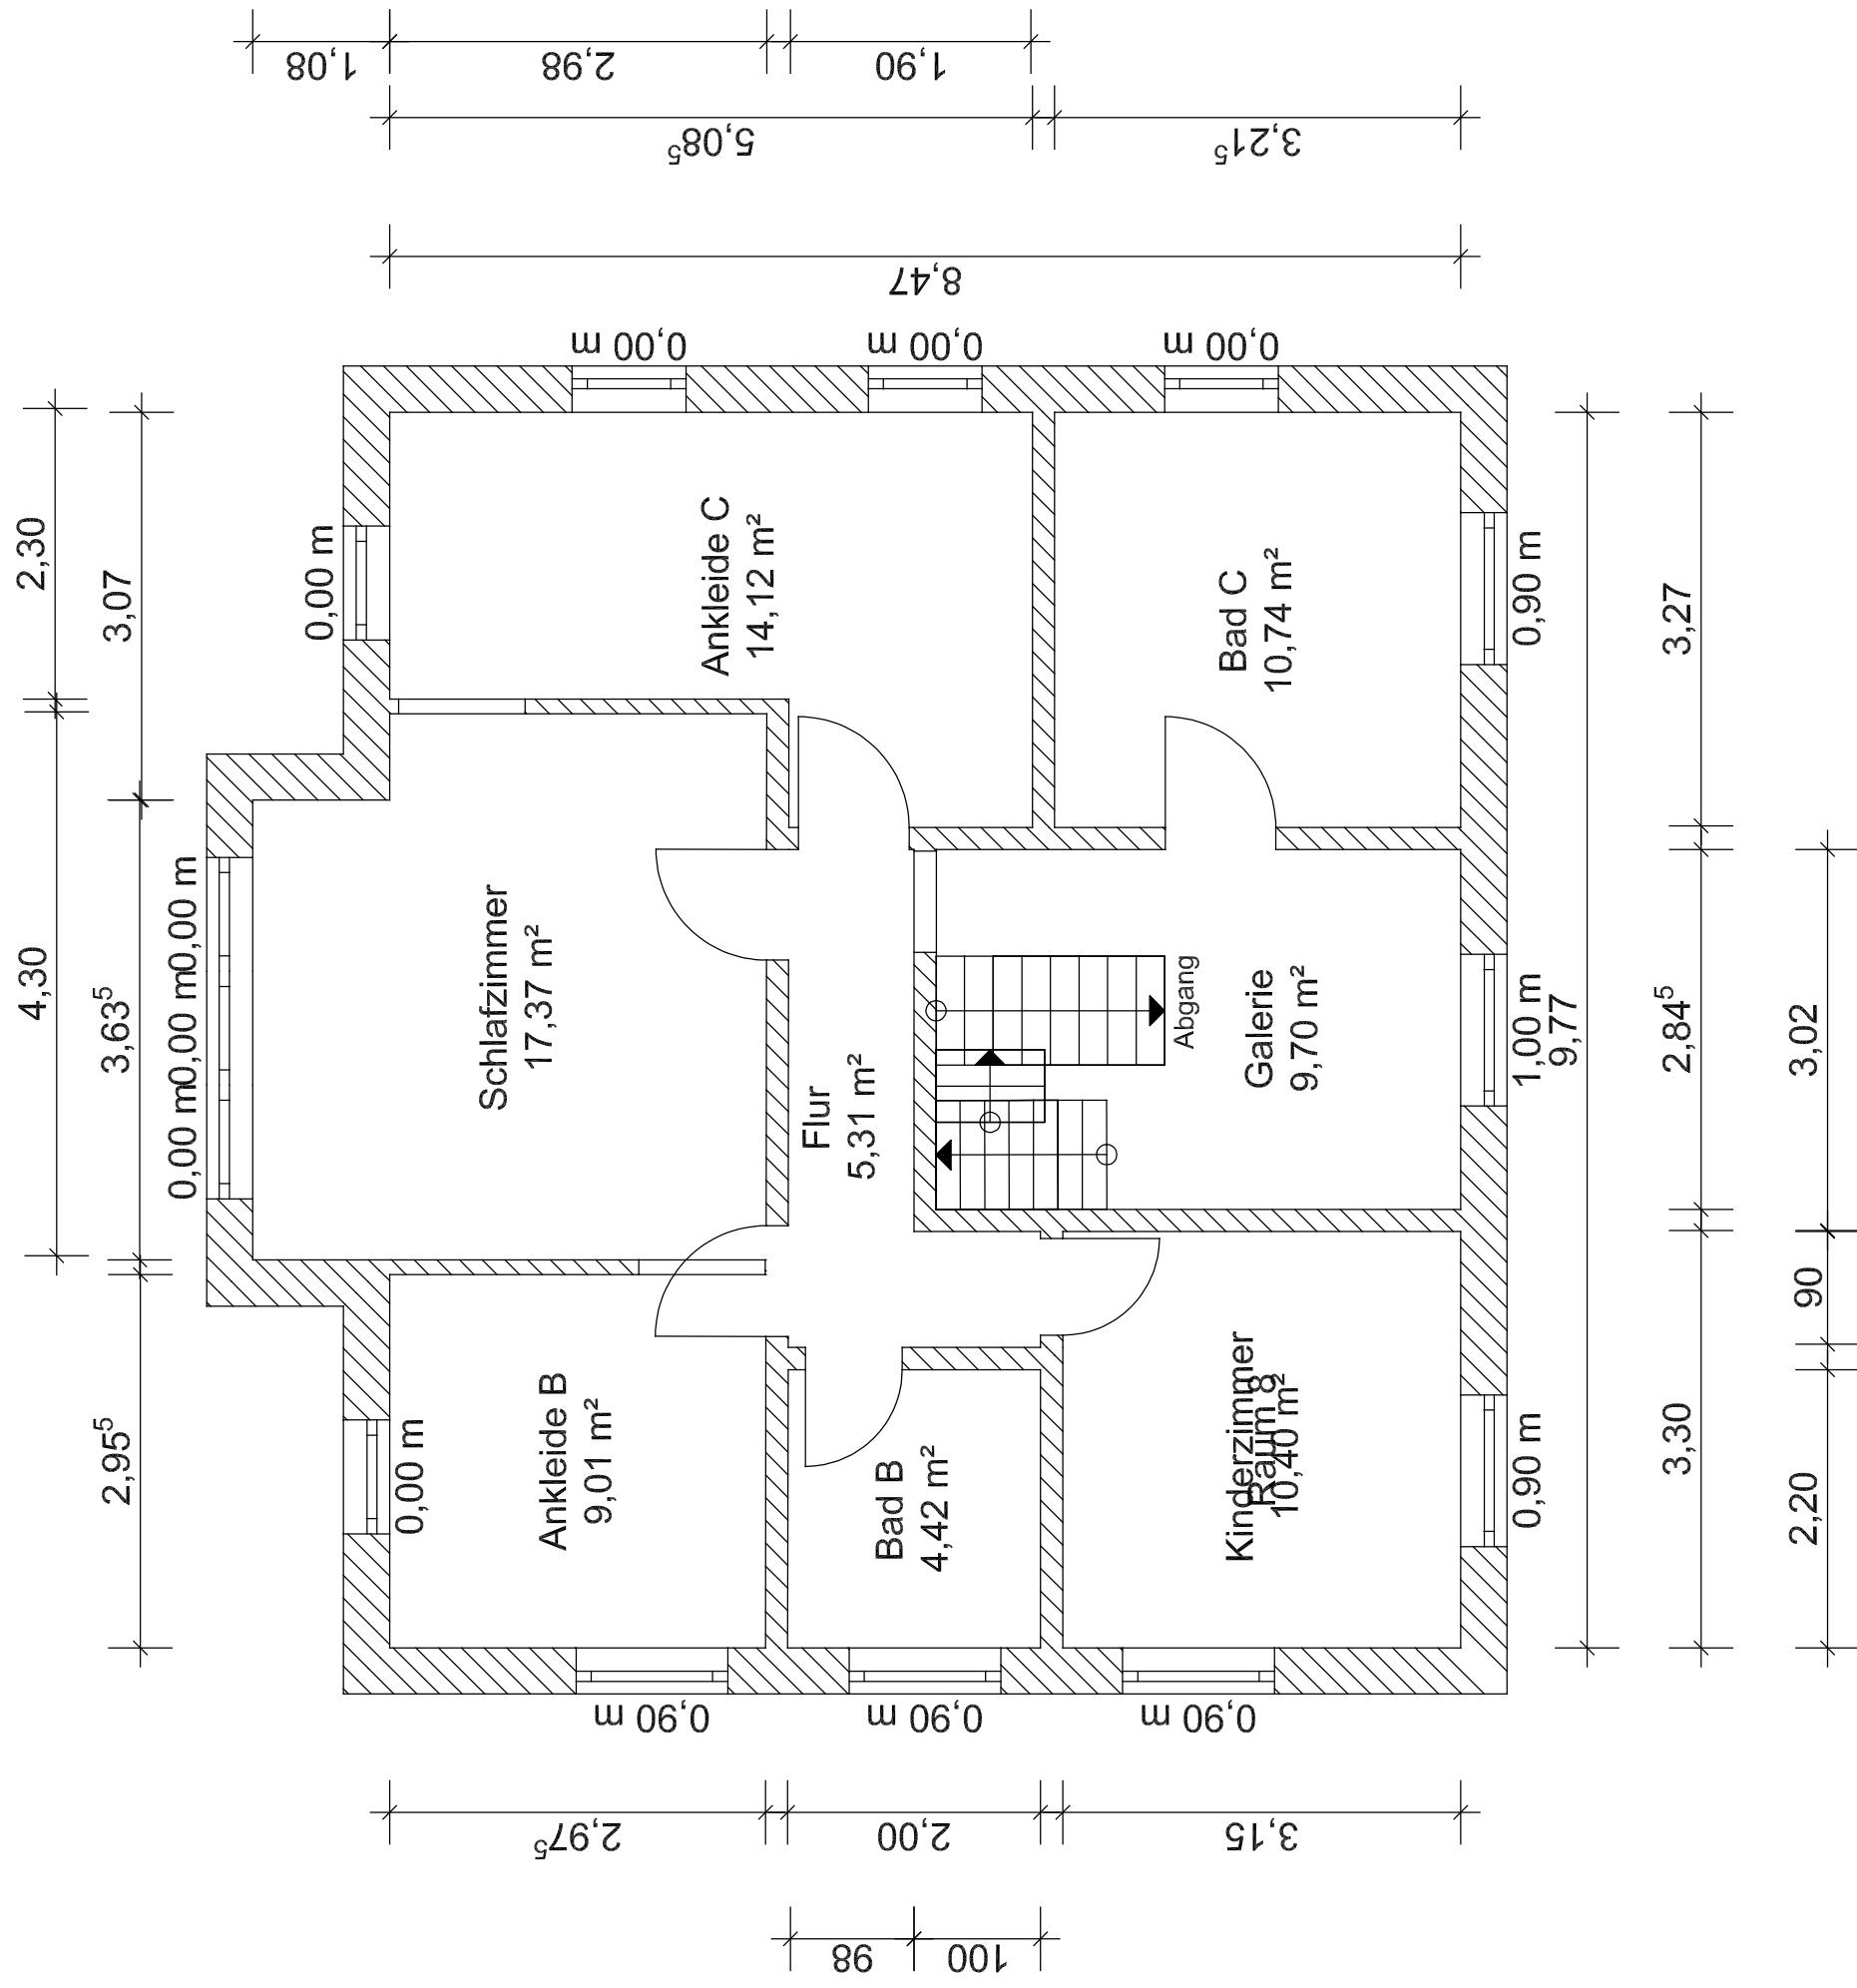 1,08
2,98
1,90
5,08⁵
3,21⁵
8,47
0,00 m
0,00 m
0,00 m
2,30
3,07
0,00 m
Ankleide C
14,12 m²
Bad C
10,74 m²
0,90 m
3,27
4,30
3,63⁵
0,00 m
0,00 m
0,00 m
Schlafzimmer
17,37 m²
Flur
5,31 m²
Abgang
Galerie
9,70 m²
1,00 m
9,77
2,84⁵
3,02
2,95⁵
0,00 m
Ankleide B
9,01 m²
Bad B
4,42 m²
Kinderzimmer
Raum 8
10,40 m²
0,90 m
3,30
90
2,20
0,90 m
0,90 m
0,90 m
2,97⁵
2,00
3,15
98
100